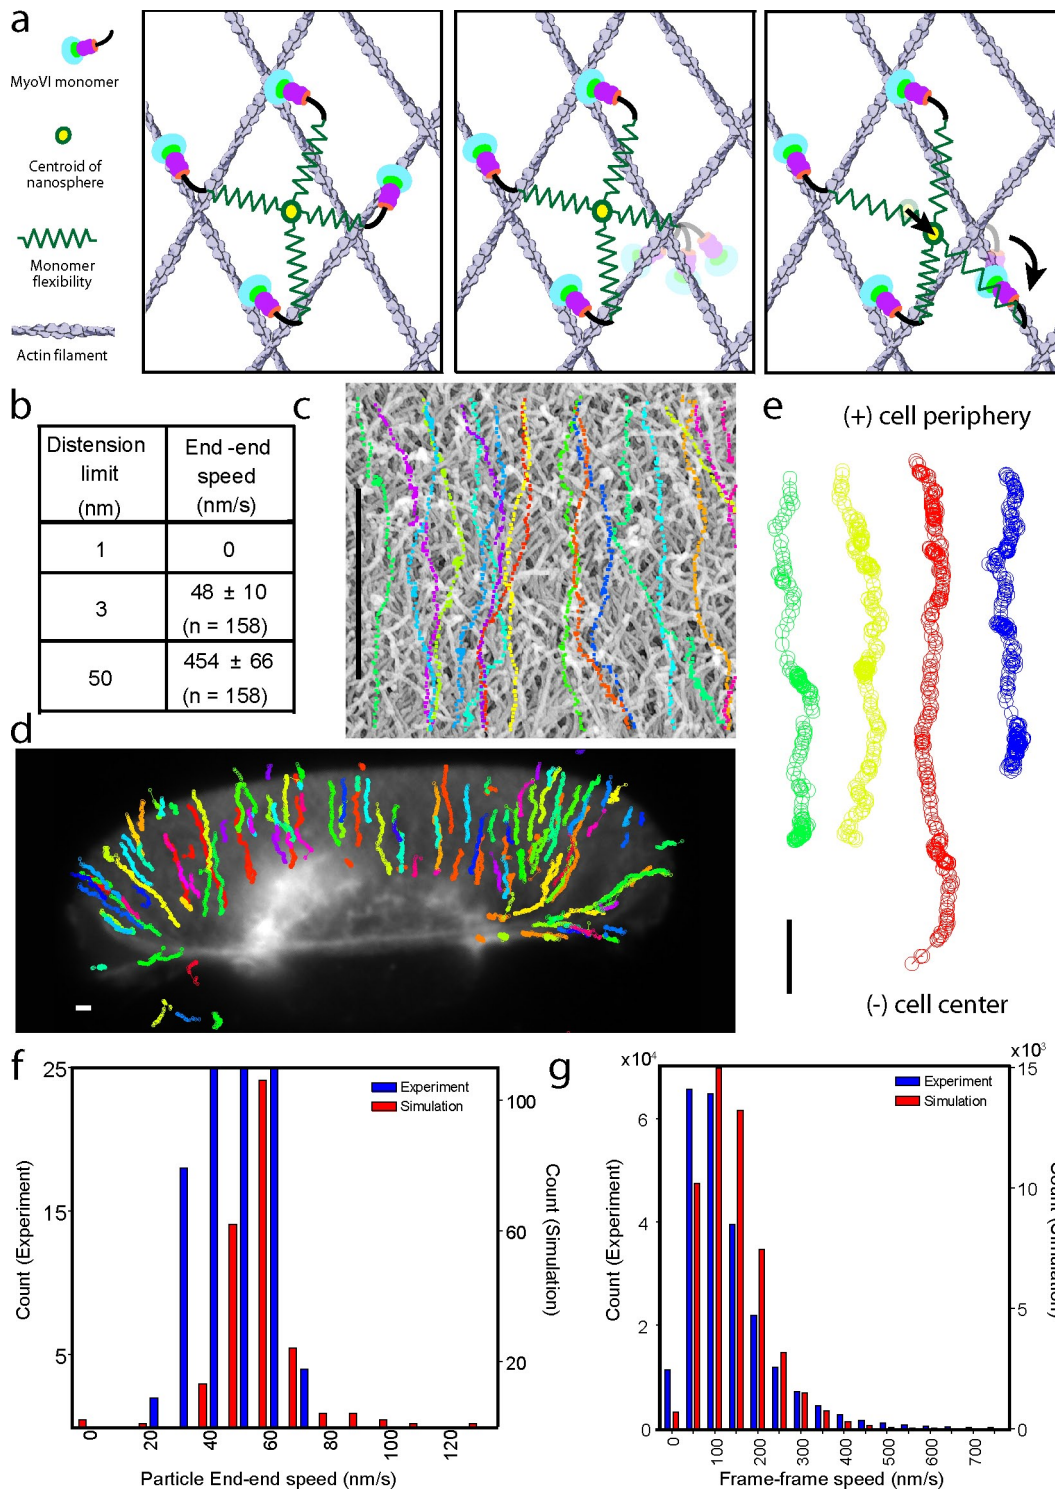 a
MyoVI monomer
Centroid of
nanosphere
Monomer
flexibility
Actin filament
b
Distension
limit
(nm)
End -end
speed
(nm/s)
1
0
3
48 ± 10
(n = 158)
50
454 ± 66
(n = 158)
c
d
e
(+) cell periphery
(-) cell center
f
25
15
5
Count (Experiment)
Experiment
Simulation
100
60
20
Count (Simulation)
0
20
40
60
80
100
120
Particle End-end speed (nm/s)
g
x10⁴
6
4
2
0
Count (Experiment)
Experiment
Simulation
x10³
15
10
5
0
Count (Simulation)
0
100
200
300
400
500
600
700
Frame-frame speed (nm/s)